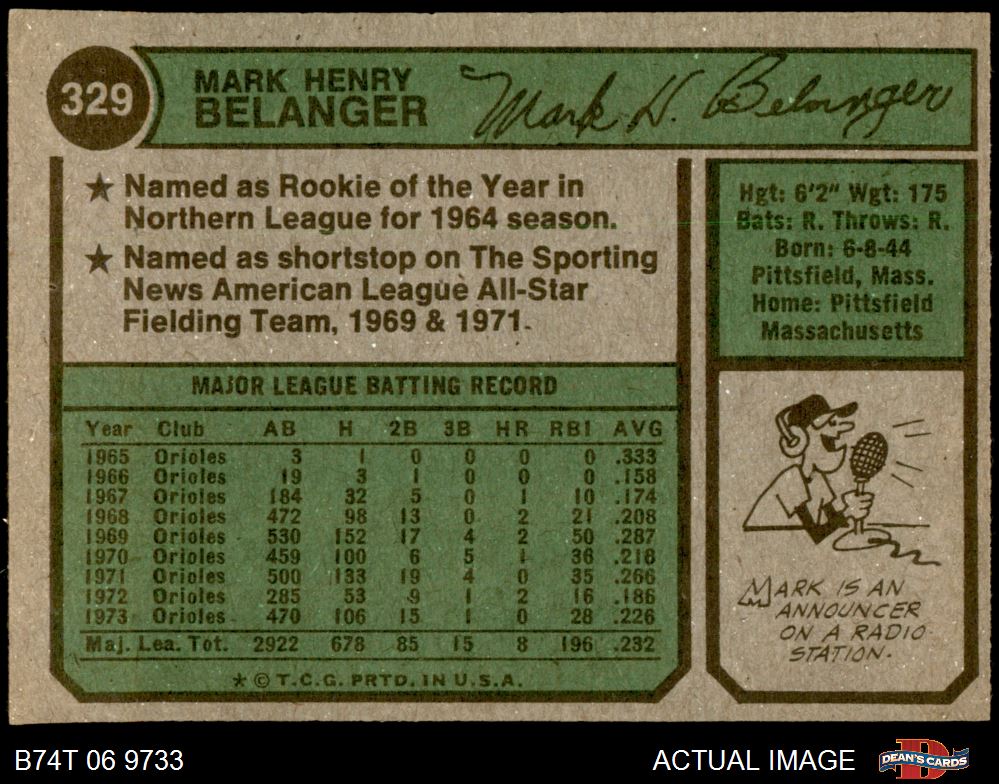 329
MARK HENRY
BELANGER
Mark H. Belanger
★ Named as Rookie of the Year in
Northern League for 1964 season.
★ Named as shortstop on The Sporting
News American League All-Star
Fielding Team, 1969 & 1971.
Hgt: 6'2" Wgt: 175
Bats: R. Throws: R.
Born: 6-8-44
Pittsfield, Mass.
Home: Pittsfield
Massachusetts
MAJOR LEAGUE BATTING RECORD
Year Club AB H 2B 3B HR RBI AVG
1965 Orioles 3 1 0 0 0 0 .333
1966 Orioles 19 3 1 0 0 0 .158
1967 Orioles 184 32 5 0 1 10 .174
1968 Orioles 472 98 13 0 2 21 .208
1969 Orioles 530 152 17 4 2 50 .287
1970 Orioles 459 100 6 5 1 36 .218
1971 Orioles 500 133 19 4 0 35 .266
1972 Orioles 285 53 9 1 2 16 .186
1973 Orioles 470 106 15 1 0 28 .226
Maj. Lea. Tot. 2922 678 85 15 8 196 .232
* © T.C.G. PRTD. IN U.S.A.
MARK IS AN
ANNOUNCER
ON A RADIO
STATION.
B74T 06 9733
ACTUAL IMAGE
D
DEAN'S CARDS